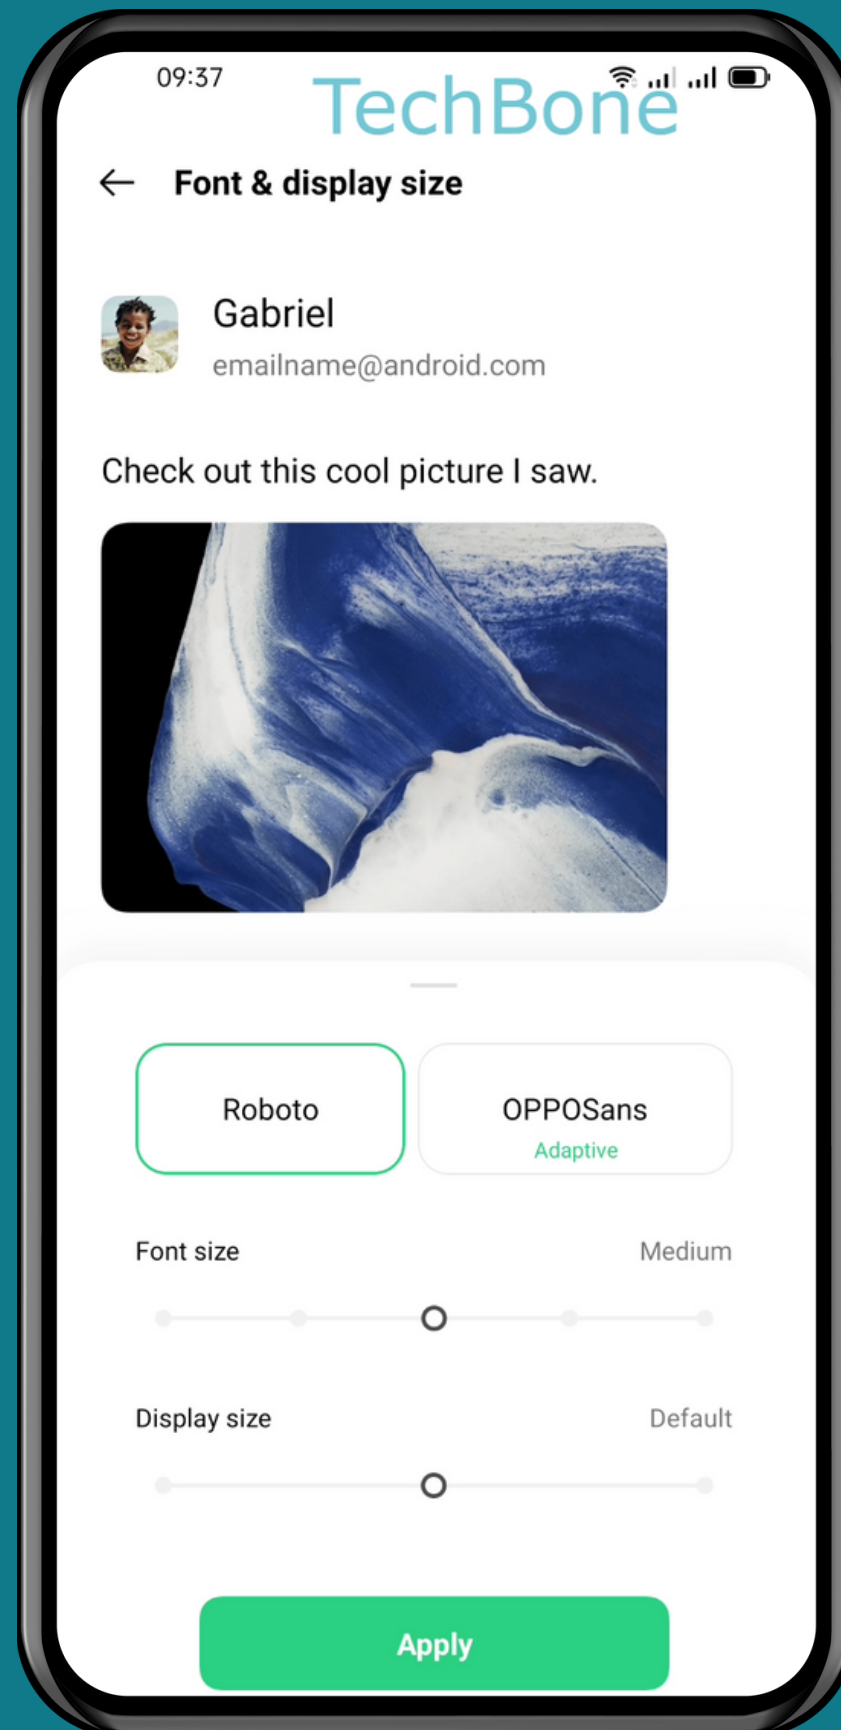 09:37
TechBone
Font & display size
Gabriel
emailname@android.com
Check out this cool picture I saw.
Roboto
OPPOSans
Adaptive
Font size
Medium
Display size
Default
Apply